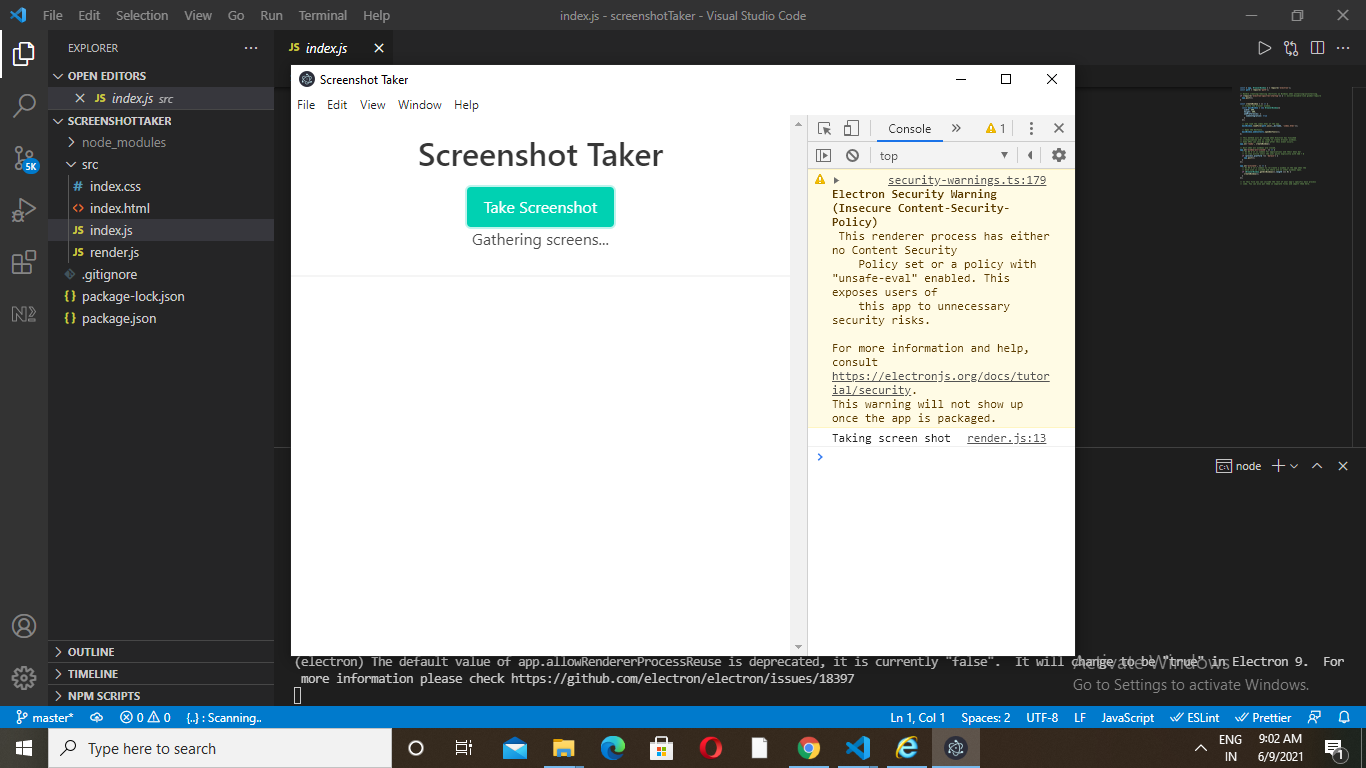 File Edit Selection View Go Run Terminal Help
index.js - screenshotTaker - Visual Studio Code
EXPLORER
JS index.js
OPEN EDITORS
JS index.js src
SCREENSHOTTAKER
node_modules
src
# index.css
<> index.html
JS index.js
JS render.js
.gitignore
{} package-lock.json
{} package.json
OUTLINE
TIMELINE
NPM SCRIPTS
5K
Screenshot Taker
File Edit View Window Help
Screenshot Taker
Take Screenshot
Gathering screens...
Console » 1
top
security-warnings.ts:179
Electron Security Warning
(Insecure Content-Security-
Policy)
This renderer process has either
no Content Security
Policy set or a policy with
"unsafe-eval" enabled. This
exposes users of
this app to unnecessary
security risks.
For more information and help,
consult
https://electronjs.org/docs/tutor
ial/security.
This warning will not show up
once the app is packaged.
Taking screen shot render.js:13
node
(electron) The default value of app.allowRendererProcessReuse is deprecated, it is currently "false".  It will change to be "true" in Electron 9.  For
more information please check https://github.com/electron/electron/issues/18397
Activate Windows
Go to Settings to activate Windows.
master* 0 0 {..} : Scanning..
Ln 1, Col 1 Spaces: 2 UTF-8 LF JavaScript ESLint Prettier
Type here to search
ENG
IN
9:02 AM
6/9/2021
1